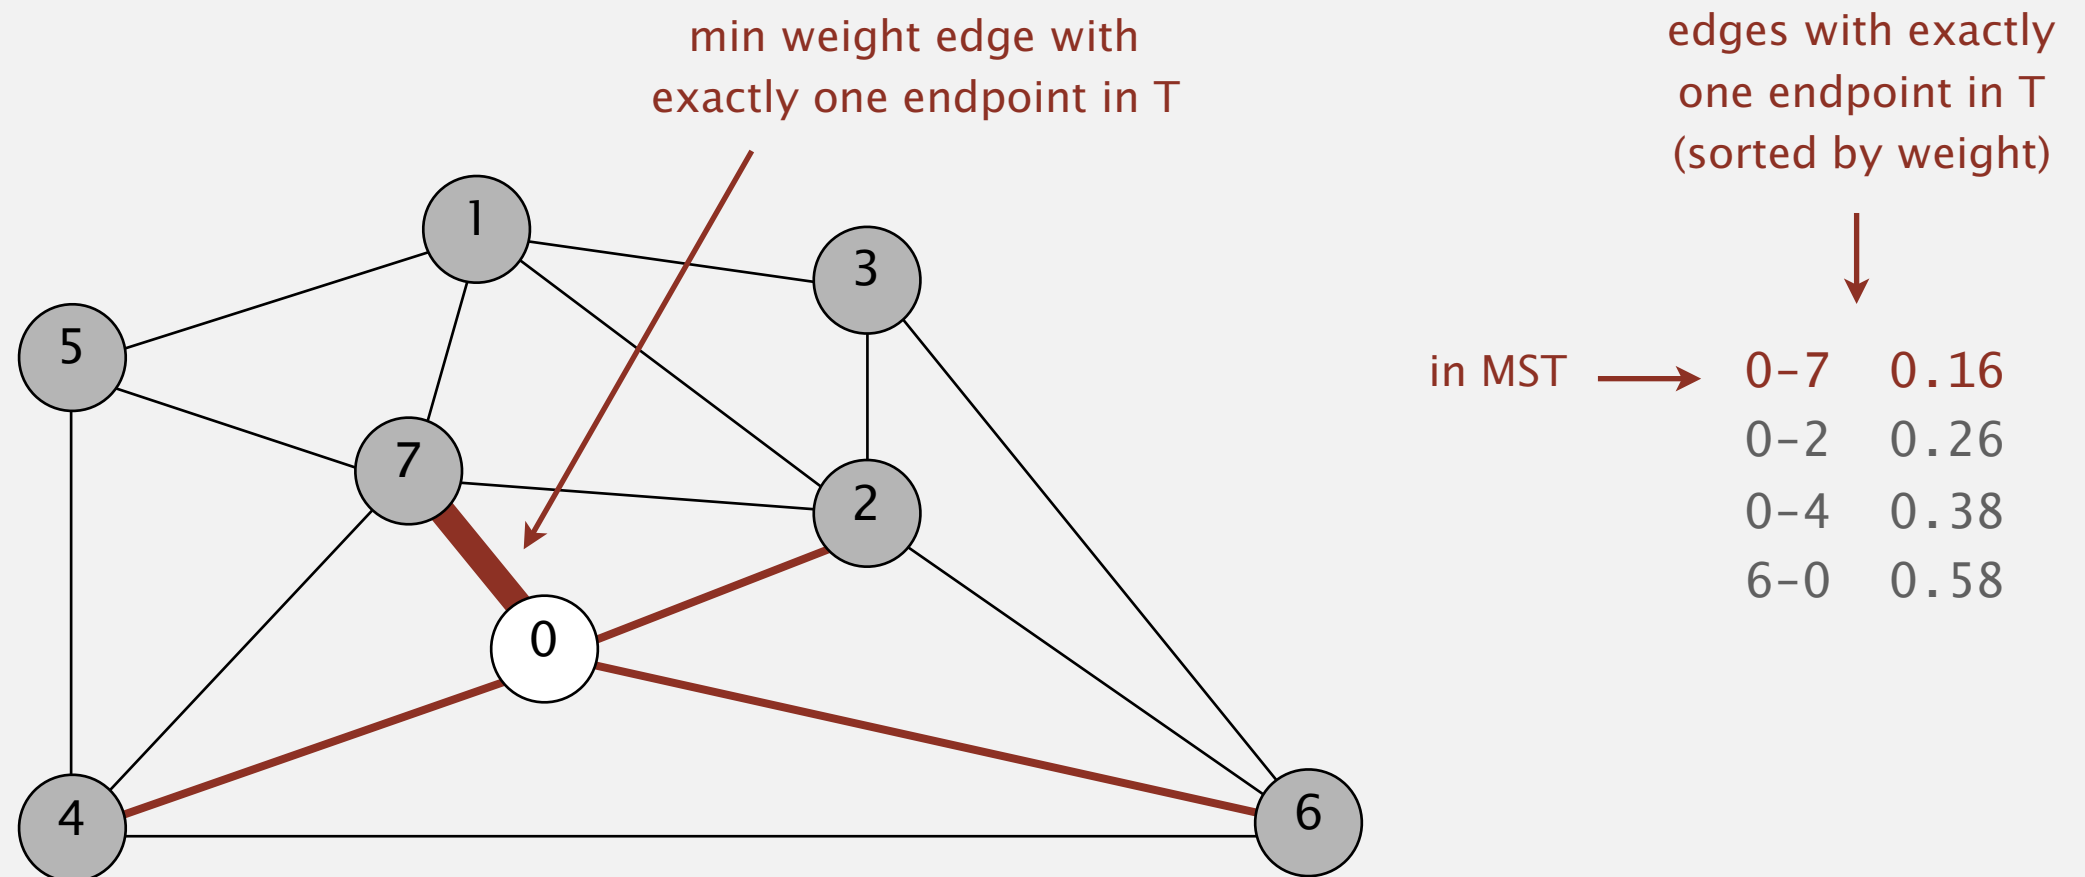 min weight edge with
exactly one endpoint in T
edges with exactly
one endpoint in T
(sorted by weight)
1
3
5
7
2
0
4
6
in MST
0-7 0.16
0-2 0.26
0-4 0.38
6-0 0.58